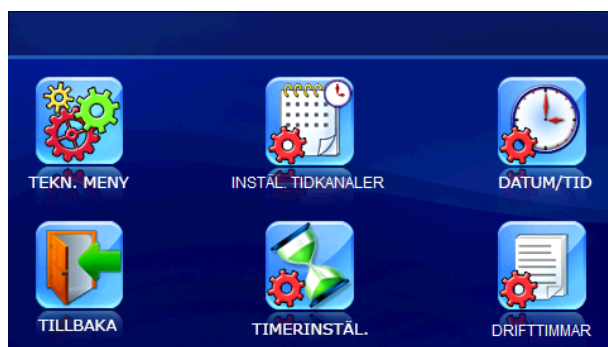 TEKN. MENY
INSTÄL. TIDKANALER
DATUM/TID
TILLBAKA
TIMERINSTÄL.
DRIFTTIMMAR